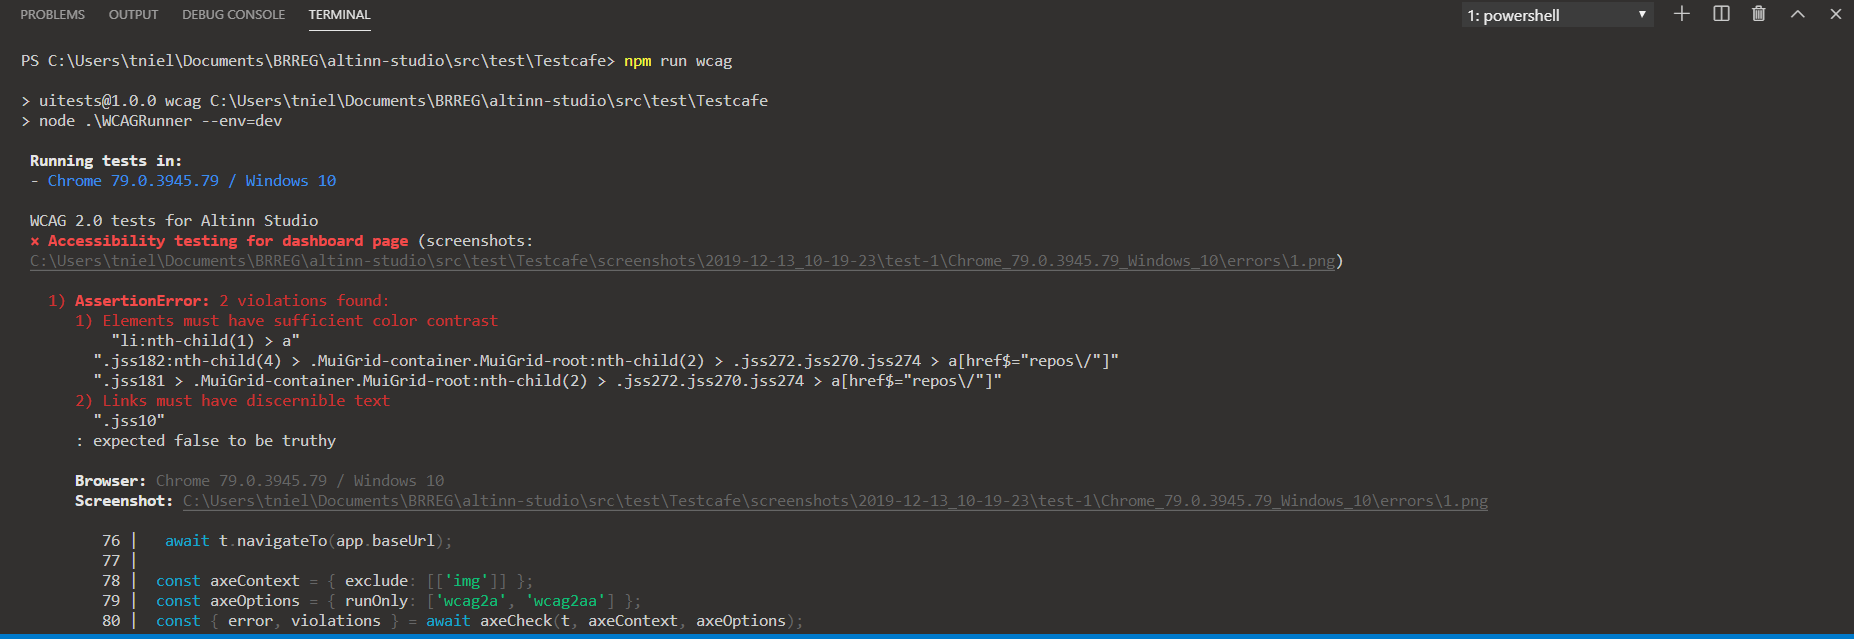 PROBLEMS OUTPUT DEBUG CONSOLE TERMINAL 1: powershell
PS C:\Users\tniel\Documents\BRREG\altinn-studio\src\test\Testcafe> npm run wcag
> uitests@1.0.0 wcag C:\Users\tniel\Documents\BRREG\altinn-studio\src\test\Testcafe
> node .\WCAGRunner --env=dev
Running tests in:
- Chrome 79.0.3945.79 / Windows 10
WCAG 2.0 tests for Altinn Studio
× Accessibility testing for dashboard page (screenshots:
C:\Users\tniel\Documents\BRREG\altinn-studio\src\test\Testcafe\screenshots\2019-12-13_10-19-23\test-1\Chrome_79.0.3945.79_Windows_10\errors\1.png)
1) AssertionError: 2 violations found:
1) Elements must have sufficient color contrast
"li:nth-child(1) > a"
".jss182:nth-child(4) > .MuiGrid-container.MuiGrid-root:nth-child(2) > .jss272.jss270.jss274 > a[href$="repos\/"]"
".jss181 > .MuiGrid-container.MuiGrid-root:nth-child(2) > .jss272.jss270.jss274 > a[href$="repos\/"]"
2) Links must have discernible text
".jss10"
: expected false to be truthy
Browser: Chrome 79.0.3945.79 / Windows 10
Screenshot: C:\Users\tniel\Documents\BRREG\altinn-studio\src\test\Testcafe\screenshots\2019-12-13_10-19-23\test-1\Chrome_79.0.3945.79_Windows_10\errors\1.png
76 | await t.navigateTo(app.baseUrl);
77 |
78 | const axeContext = { exclude: [['img']] };
79 | const axeOptions = { runOnly: ['wcag2a', 'wcag2aa'] };
80 | const { error, violations } = await axeCheck(t, axeContext, axeOptions);